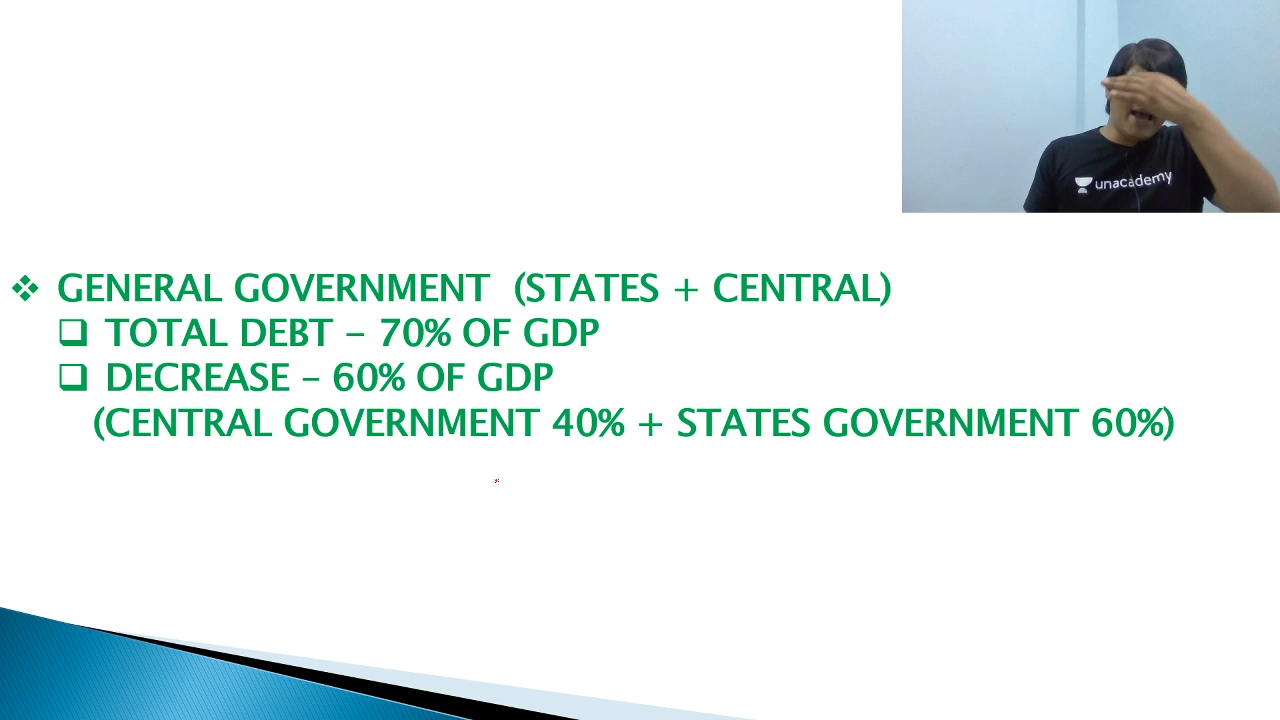 unacademy
❖ GENERAL GOVERNMENT (STATES + CENTRAL)
❑ TOTAL DEBT - 70% OF GDP
❑ DECREASE – 60% OF GDP
(CENTRAL GOVERNMENT 40% + STATES GOVERNMENT 60%)